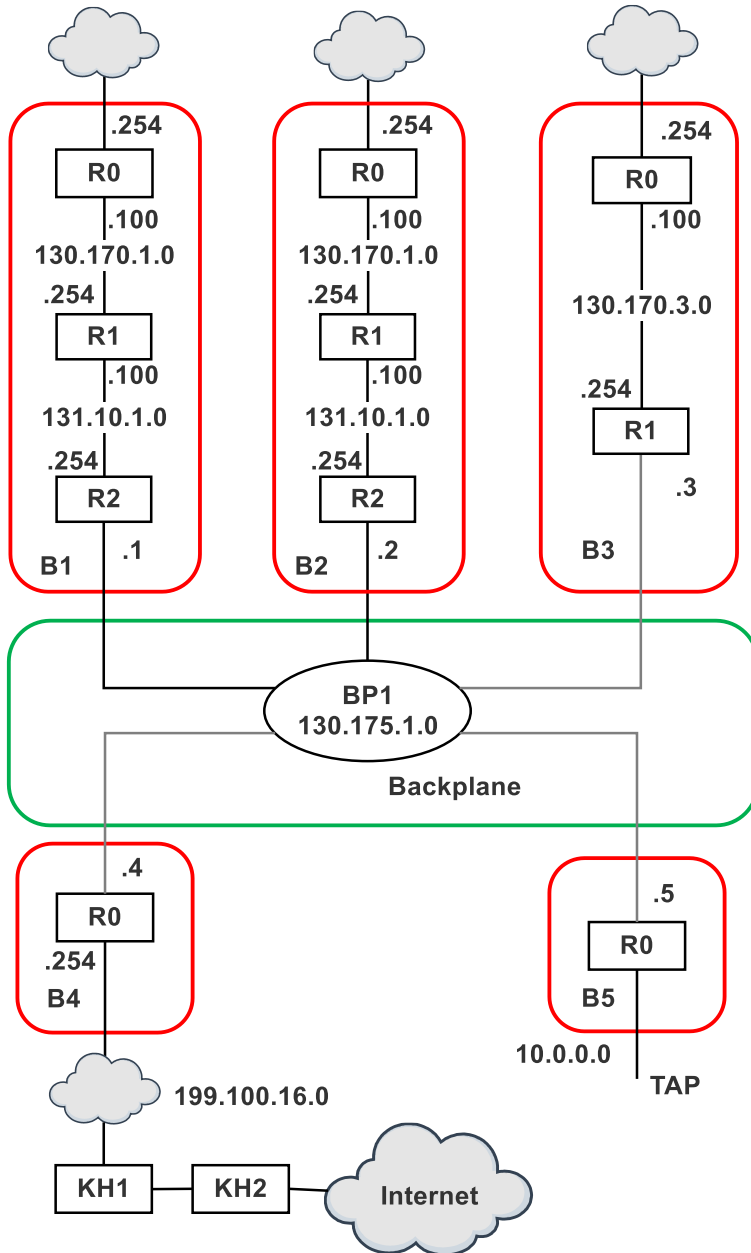 .254
.254
.254
R0
R0
R0
.100
.100
.100
130.170.1.0
130.170.1.0
130.170.3.0
.254
.254
.254
R1
R1
R1
.100
.100
131.10.1.0
131.10.1.0
.254
.254
.3
R2
R2
.1
.2
B1
B2
B3
BP1
130.175.1.0
Backplane
.4
.5
R0
R0
.254
B4
B5
10.0.0.0
TAP
199.100.16.0
KH1
KH2
Internet